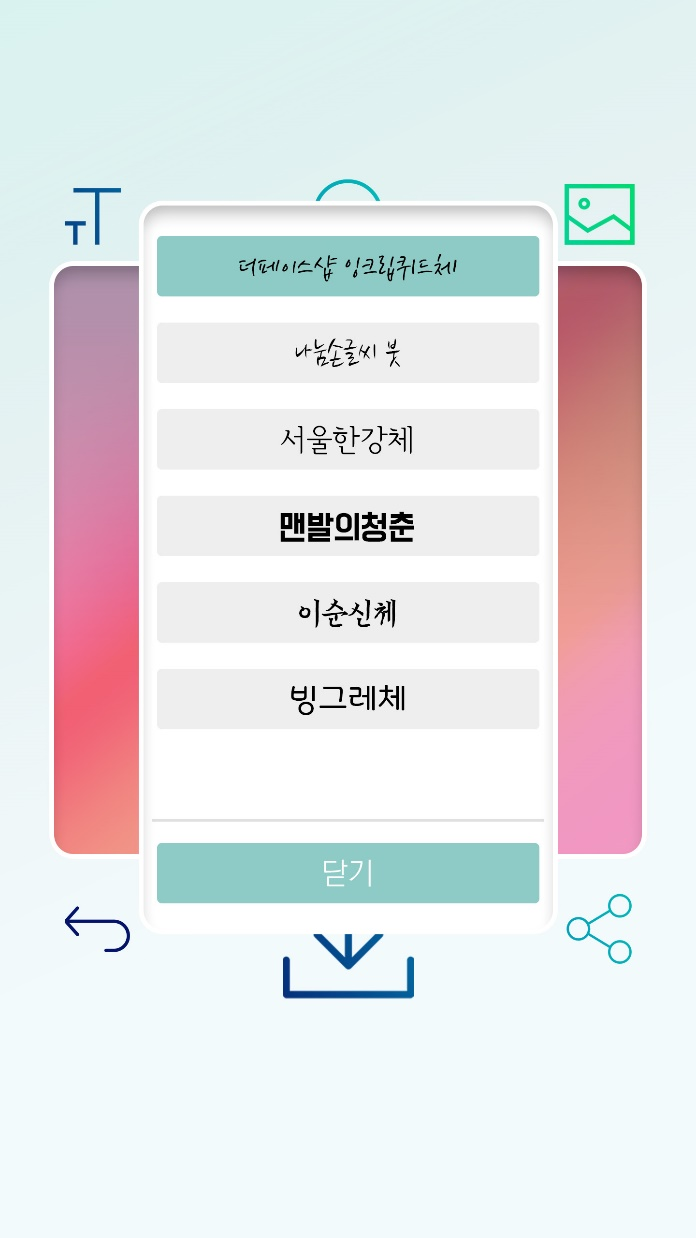 더페이스샵 잉크립퀴드체
나눔손글씨 붓
서울한강체
맨발의청춘
이순신체
빙그레체
닫기